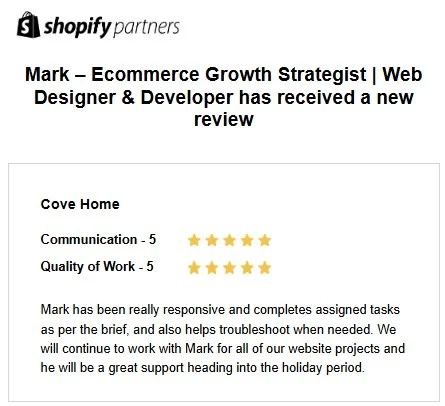 shopify partners
Mark – Ecommerce Growth Strategist | Web
Designer & Developer has received a new
review
Cove Home
Communication - 5
Quality of Work - 5
Mark has been really responsive and completes assigned tasks
as per the brief, and also helps troubleshoot when needed. We
will continue to work with Mark for all of our website projects and
he will be a great support heading into the holiday period.